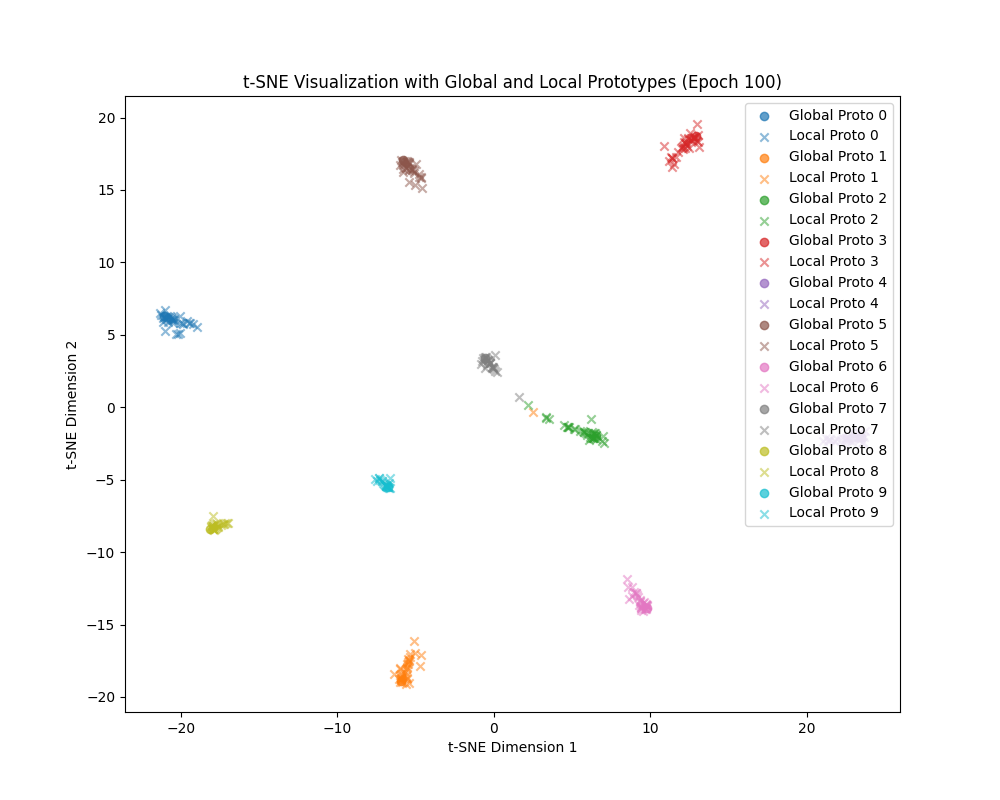 t-SNE Visualization with Global and Local Prototypes (Epoch 100)
Global Proto 0
Local Proto 0
Global Proto 1
Local Proto 1
Global Proto 2
Local Proto 2
Global Proto 3
Local Proto 3
Global Proto 4
Local Proto 4
Global Proto 5
Local Proto 5
Global Proto 6
Local Proto 6
Global Proto 7
Local Proto 7
Global Proto 8
Local Proto 8
Global Proto 9
Local Proto 9
t-SNE Dimension 2
20
15
10
5
0
−5
−10
−15
−20
−20
−10
0
10
20
t-SNE Dimension 1